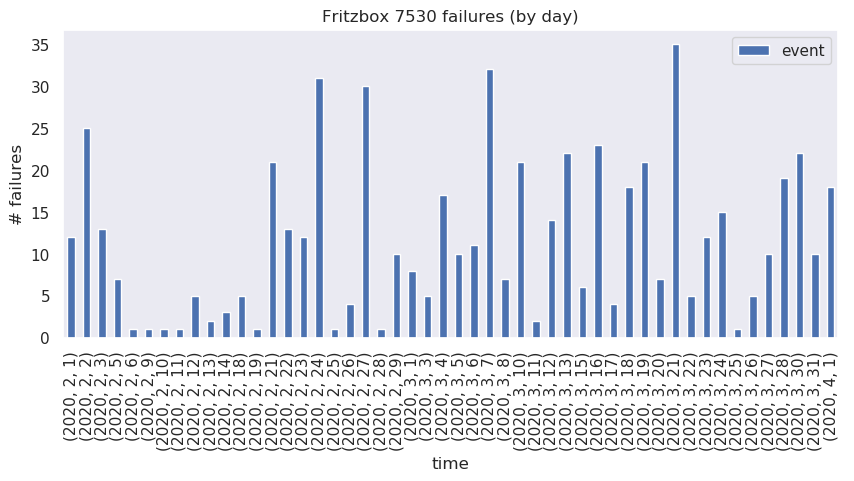 Fritzbox 7530 failures (by day)
event
# failures
35
30
25
20
15
10
5
0
(2020, 2, 1)
(2020, 2, 2)
(2020, 2, 3)
(2020, 2, 5)
(2020, 2, 6)
(2020, 2, 9)
(2020, 2, 10)
(2020, 2, 11)
(2020, 2, 12)
(2020, 2, 13)
(2020, 2, 14)
(2020, 2, 18)
(2020, 2, 19)
(2020, 2, 21)
(2020, 2, 22)
(2020, 2, 23)
(2020, 2, 24)
(2020, 2, 25)
(2020, 2, 26)
(2020, 2, 27)
(2020, 2, 28)
(2020, 2, 29)
(2020, 3, 1)
(2020, 3, 3)
(2020, 3, 4)
(2020, 3, 5)
(2020, 3, 6)
(2020, 3, 7)
(2020, 3, 8)
(2020, 3, 10)
(2020, 3, 11)
(2020, 3, 12)
(2020, 3, 13)
(2020, 3, 15)
(2020, 3, 16)
(2020, 3, 17)
(2020, 3, 18)
(2020, 3, 19)
(2020, 3, 20)
(2020, 3, 21)
(2020, 3, 22)
(2020, 3, 23)
(2020, 3, 24)
(2020, 3, 25)
(2020, 3, 26)
(2020, 3, 27)
(2020, 3, 28)
(2020, 3, 30)
(2020, 3, 31)
(2020, 4, 1)
time